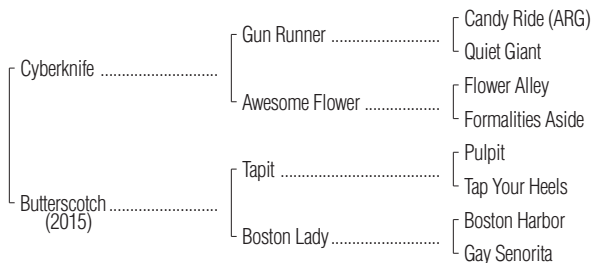 Candy Ride (ARG)
Gun Runner ..............................
Quiet Giant
Cyberknife ................................
Flower Alley
Awesome Flower .....................
Formalities Aside
Pulpit
Tapit ............................................
Tap Your Heels
Butterscotch ..............................
(2015)
Boston Harbor
Boston Lady ..............................
Gay Senorita